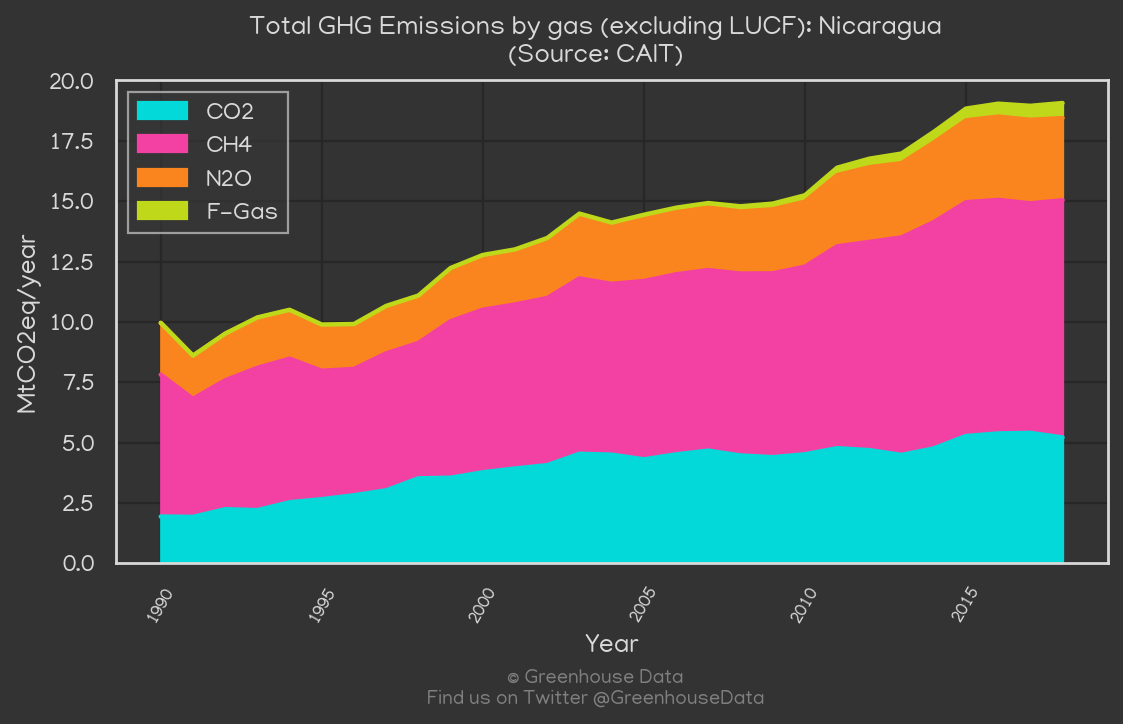 Total GHG Emissions by gas (excluding LUCF): Nicaragua
(Source: CAIT)
20.0
17.5
15.0
12.5
10.0
7.5
5.0
2.5
0.0
CO2
CH4
N2O
F-Gas
MtCO2eq/year
1990
1995
2000
2005
2010
2015
Year
© Greenhouse Data
Find us on Twitter @GreenhouseData